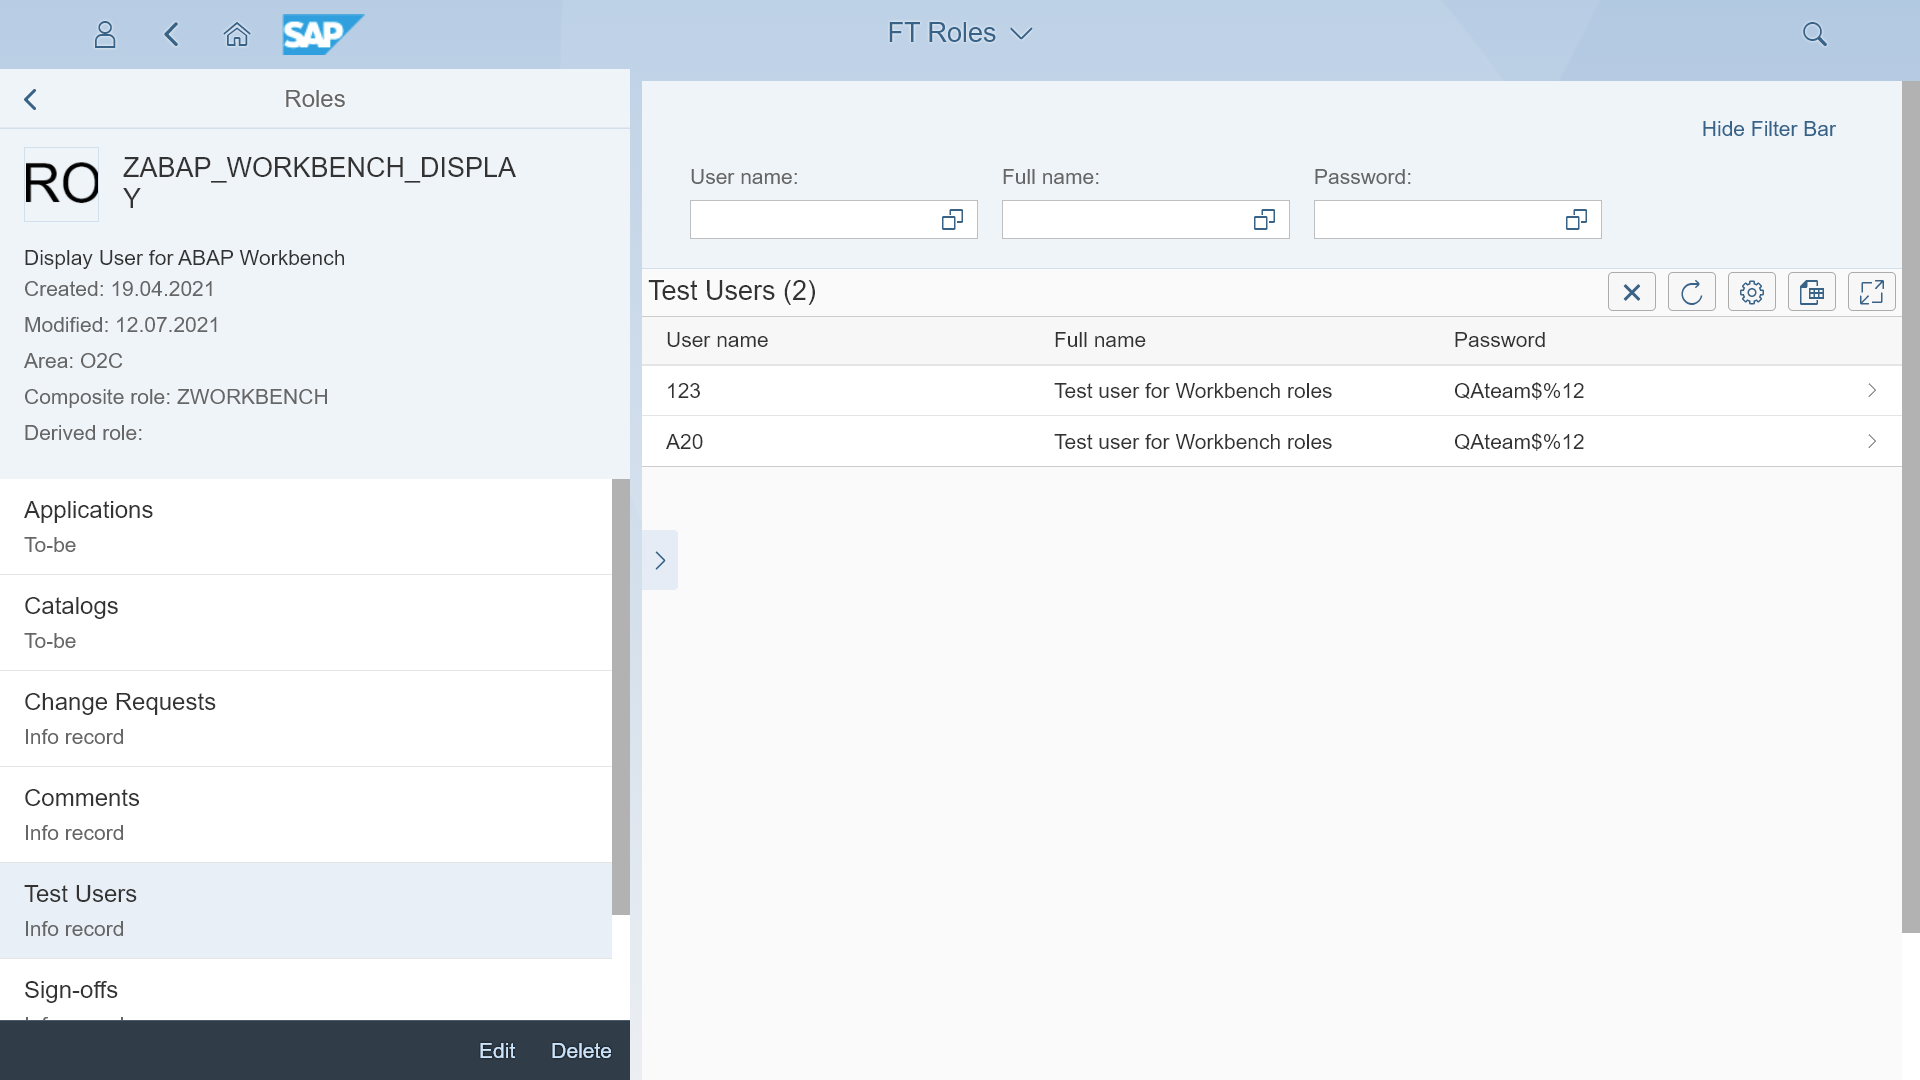 SAP
FT Roles
Roles
RO
ZABAP_WORKBENCH_DISPLA
Y
Display User for ABAP Workbench
Created: 19.04.2021
Modified: 12.07.2021
Area: O2C
Composite role: ZWORKBENCH
Derived role:
Applications
To-be
Catalogs
To-be
Change Requests
Info record
Comments
Info record
Test Users
Info record
Sign-offs
Edit Delete
Hide Filter Bar
User name: Full name: Password:
Test Users (2)
User name Full name Password
123 Test user for Workbench roles QAteam$%12
A20 Test user for Workbench roles QAteam$%12